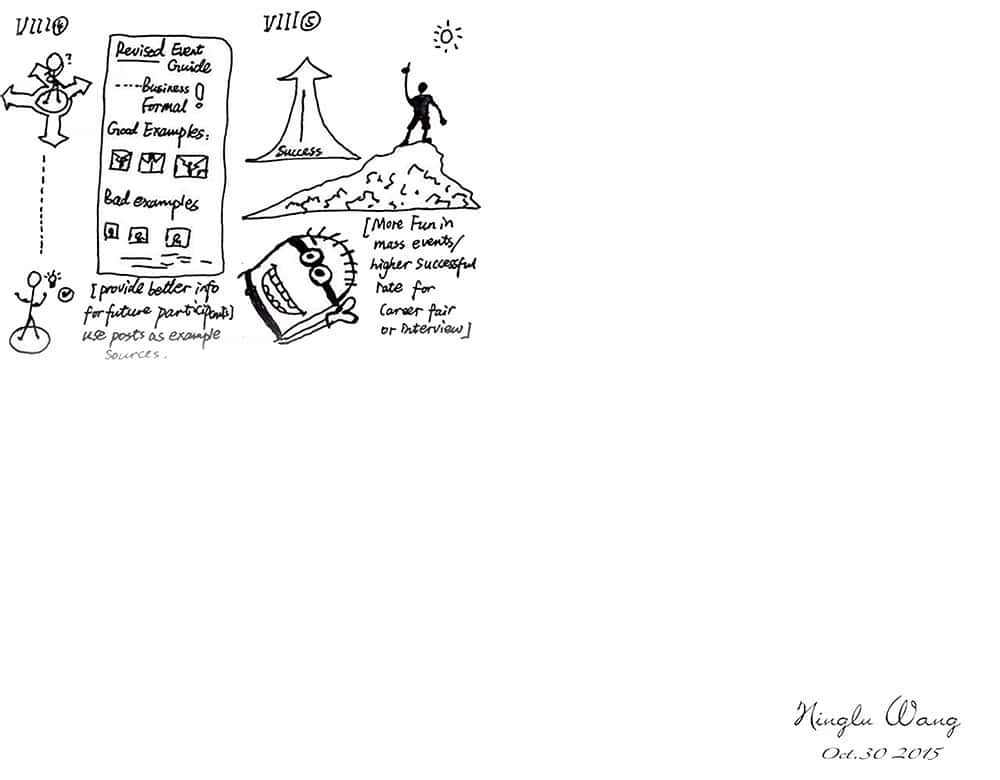 VIII④
Revised Event
Guide
----Business
Formal !
Good Examples:
Bad examples
[provide better info
for future participants]
use posts as example
Sources.
VIII⑤
Success
[More Fun in
mass events/
higher Successful
rate for
Career fair
or interview]
Ninglu Wang
Oct.30 2015